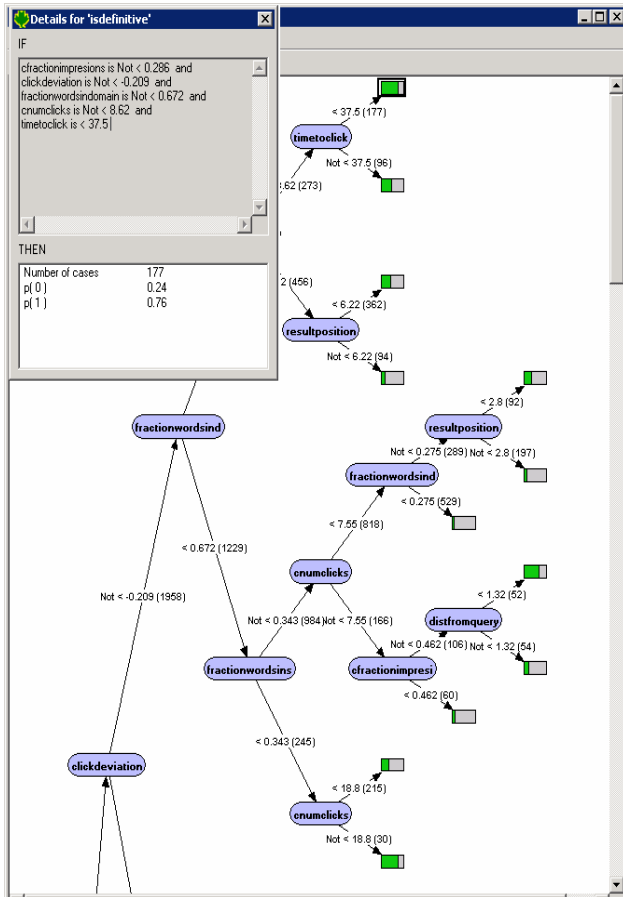 Details for 'isdefinitive'
IF
cfractionimpresions is Not < 0.286 and
clickdeviation is Not < -0.209 and
fractionwordsindomain is Not < 0.672 and
cnumclicks is Not < 8.62 and
timetoclick is < 37.5
THEN
Number of cases 177
p( 0 ) 0.24
p( 1 ) 0.76
< 37.5 (177)
timetoclick
Not < 37.5 (96)
.62 (273)
2 (456)
< 6.22 (362)
resultposition
Not < 6.22 (94)
< 2.8 (92)
fractionwordsind
resultposition
Not < 0.275 (289)
Not < 2.8 (197)
fractionwordsind
< 0.275 (529)
< 7.55 (818)
< 0.672 (1229)
cnumclicks
Not < -0.209 (1958)
< 1.32 (52)
Not < 0.343 (984)
Not < 7.55 (166)
distfromquery
Not < 0.462 (106)
Not < 1.32 (54)
fractionwordsins
cfractionimpresi
< 0.462 (60)
< 0.343 (245)
clickdeviation
< 18.8 (215)
cnumclicks
Not < 18.8 (30)